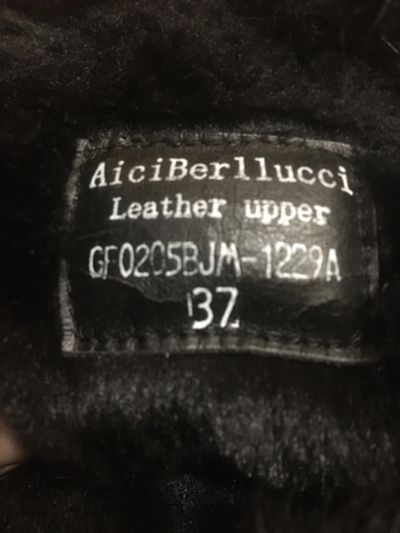 AiciBerllucci
Leather upper
GF0205BJM-1229A
37